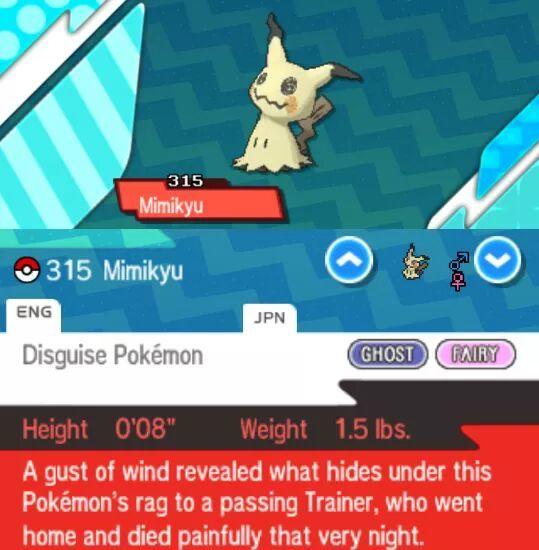 315
Mimikyu
315 Mimikyu
ENG
JPN
Disguise Pokémon
GHOST
FAIRY
Height 0'08" Weight 1.5 lbs.
A gust of wind revealed what hides under this
Pokémon's rag to a passing Trainer, who went
home and died painfully that very night.